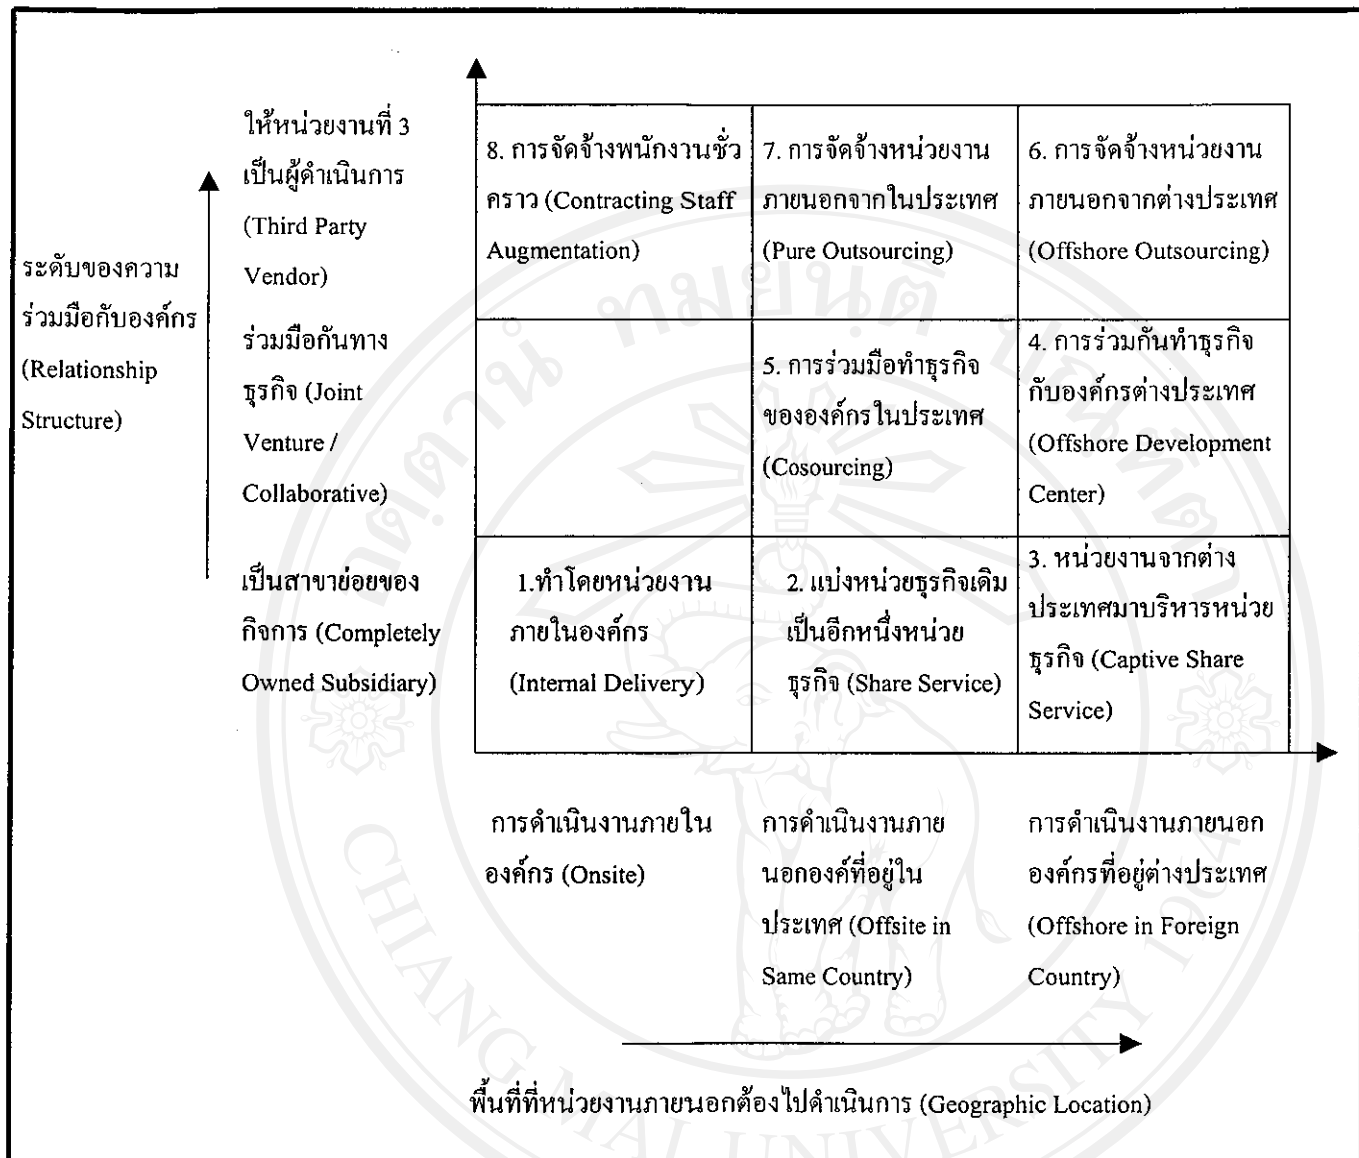 ให้หน่วยงานที่ 3
เป็นผู้ดำเนินการ
(Third Party
Vendor)
8. การจัดจ้างพนักงานชั่ว
คราว (Contracting Staff
Augmentation)
7. การจัดจ้างหน่วยงาน
ภายนอกจากในประเทศ
(Pure Outsourcing)
6. การจัดจ้างหน่วยงาน
ภายนอกจากต่างประเทศ
(Offshore Outsourcing)
ระดับของความ
ร่วมมือกับองค์กร
(Relationship
Structure)
ร่วมมือกันทาง
ธุรกิจ (Joint
Venture /
Collaborative)
5. การร่วมมือทำธุรกิจ
ขององค์กรในประเทศ
(Cosourcing)
4. การร่วมกันทำธุรกิจ
กับองค์กรต่างประเทศ
(Offshore Development
Center)
เป็นสาขาย่อยของ
กิจการ (Completely
Owned Subsidiary)
1.ทำโดยหน่วยงาน
ภายในองค์กร
(Internal Delivery)
2. แบ่งหน่วยธุรกิจเดิม
เป็นอีกหนึ่งหน่วย
ธุรกิจ (Share Service)
3. หน่วยงานจากต่าง
ประเทศมาบริหารหน่วย
ธุรกิจ (Captive Share
Service)
การดำเนินงานภายใน
องค์กร (Onsite)
การดำเนินงานภาย
นอกองค์ที่อยู่ใน
ประเทศ (Offsite in
Same Country)
การดำเนินงานภายนอก
องค์กรที่อยู่ต่างประเทศ
(Offshore in Foreign
Country)
พื้นที่ที่หน่วยงานภายนอกต้องไปดำเนินการ (Geographic Location)
CHIANG MAI UNIVERSITY 1964